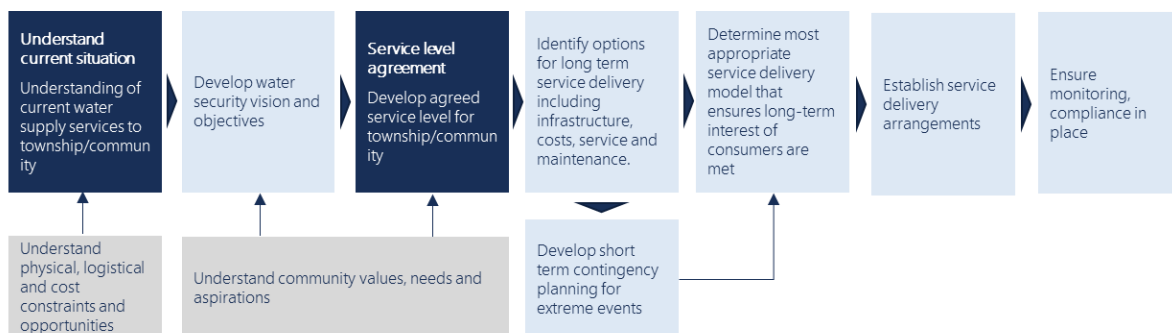 Understand
current situation
Understanding of
current water
supply services to
township/commun
ity
Develop water
security vision and
objectives
Service level
agreement
Develop agreed
service level for
township/commun
ity
Identify options
for long term
service delivery
including
infrastructure,
costs, service and
maintenance.
Determine most
appropriate
service delivery
model that
ensures long-term
interest of
consumers are
met
Establish service
delivery
arrangements
Ensure
monitoring,
compliance in
place
Understand
physical, logistical
and cost
constraints and
opportunities
Understand community values, needs and
aspirations
Develop short
term contingency
planning for
extreme events